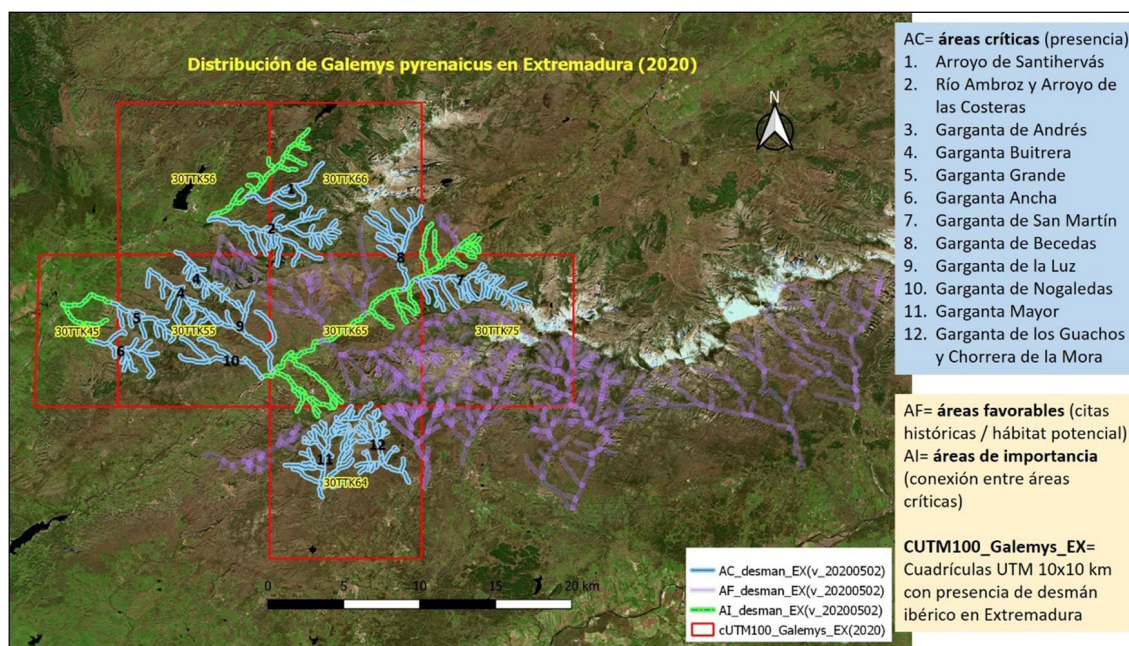 Distribución de Galemys pyrenaicus en Extremadura (2020)
N
30TTK56
30TTK66
1
2
8
7
4
4
5
9
30TTK45
30TTK55
30TTK65
30TTK75
6
10
11
12
30TTK64
0
5
10
15
20 km
AC_desman_EX(v_20200502)
AF_desman_EX(v_20200502)
AI_desman_EX(v_20200502)
cUTM100_Galemys_EX(2020)
AC= áreas críticas (presencia)
1. Arroyo de Santihervás
2. Río Ambroz y Arroyo de
las Costeras
3. Garganta de Andrés
4. Garganta Buitrera
5. Garganta Grande
6. Garganta Ancha
7. Garganta de San Martín
8. Garganta de Becedas
9. Garganta de la Luz
10. Garganta de Nogaledas
11. Garganta Mayor
12. Garganta de los Guachos
y Chorrera de la Mora
AF= áreas favorables (citas
históricas / hábitat potencial)
AI= áreas de importancia
(conexión entre áreas
críticas)
CUTM100_Galemys_EX=
Cuadrículas UTM 10x10 km
con presencia de desmán
ibérico en Extremadura